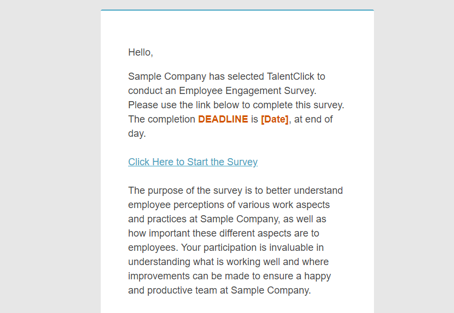 Hello,
Sample Company has selected TalentClick to
conduct an Employee Engagement Survey.
Please use the link below to complete this survey.
The completion DEADLINE is [Date], at end of
day.
Click Here to Start the Survey
The purpose of the survey is to better understand
employee perceptions of various work aspects
and practices at Sample Company, as well as
how important these different aspects are to
employees. Your participation is invaluable in
understanding what is working well and where
improvements can be made to ensure a happy
and productive team at Sample Company.